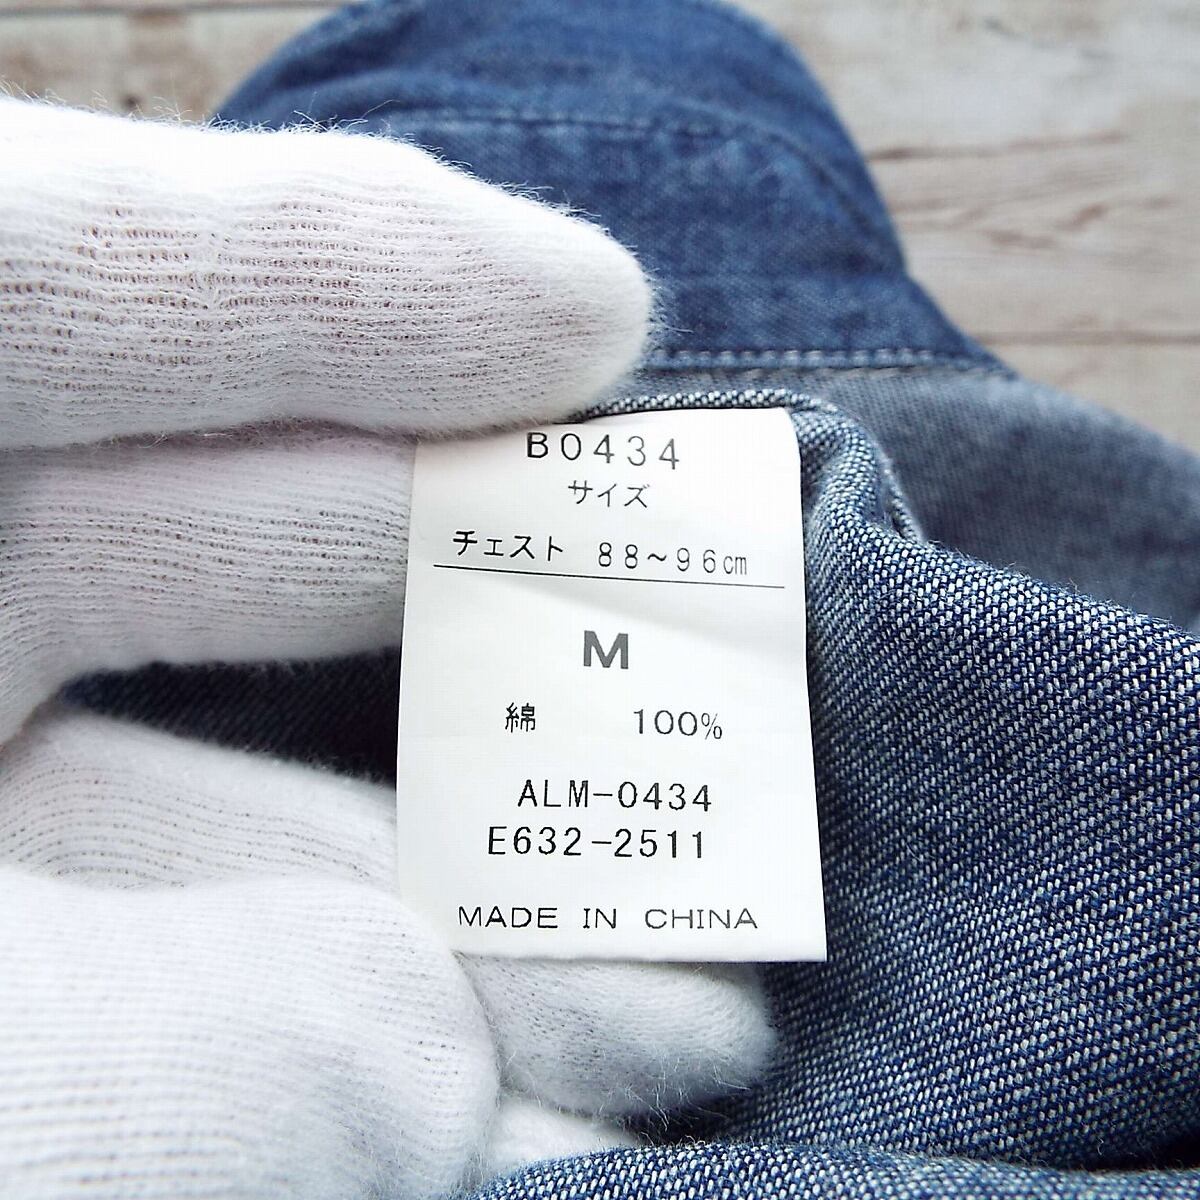 B0434
サイズ
チェスト 88~96cm
M
綿 100%
ALM-0434
E632-2511
MADE IN CHINA